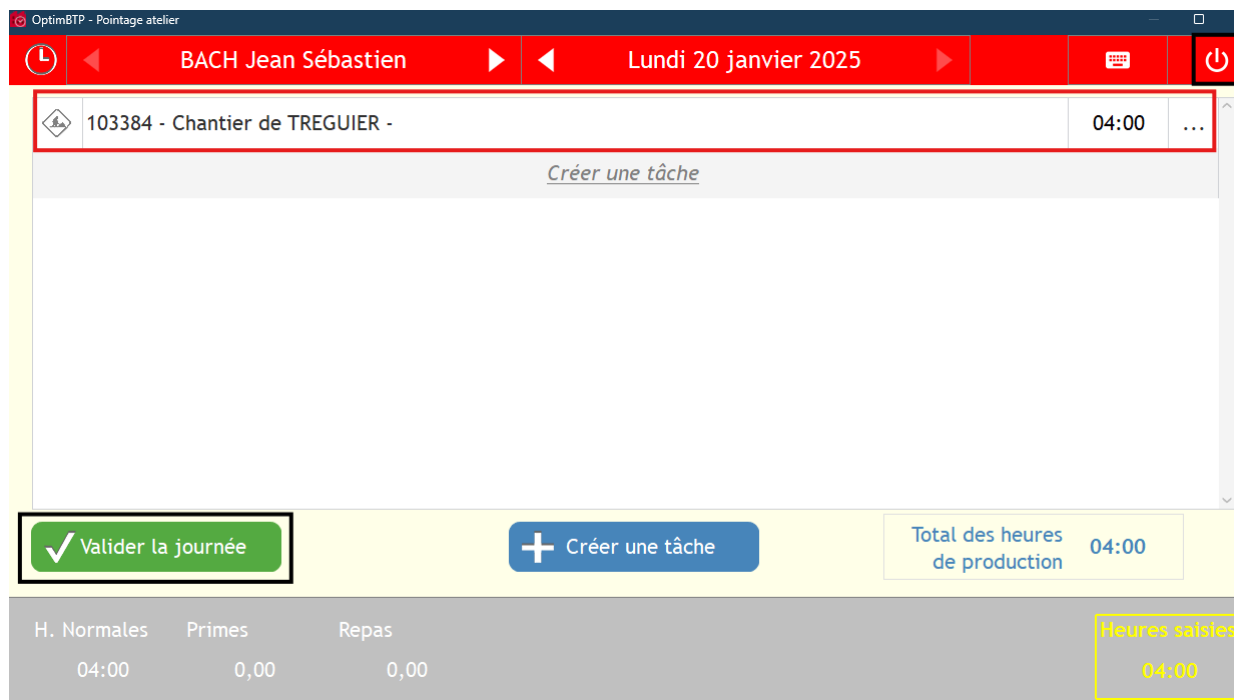 OptimBTP - Pointage atelier
BACH Jean Sébastien
Lundi 20 janvier 2025
103384 - Chantier de TREGUIER -
04:00
...
Créer une tâche
Valider la journée
Créer une tâche
Total des heures
de production
04:00
H. Normales
Primes
Repas
Heures saisies
04:00
0,00
0,00
04:00